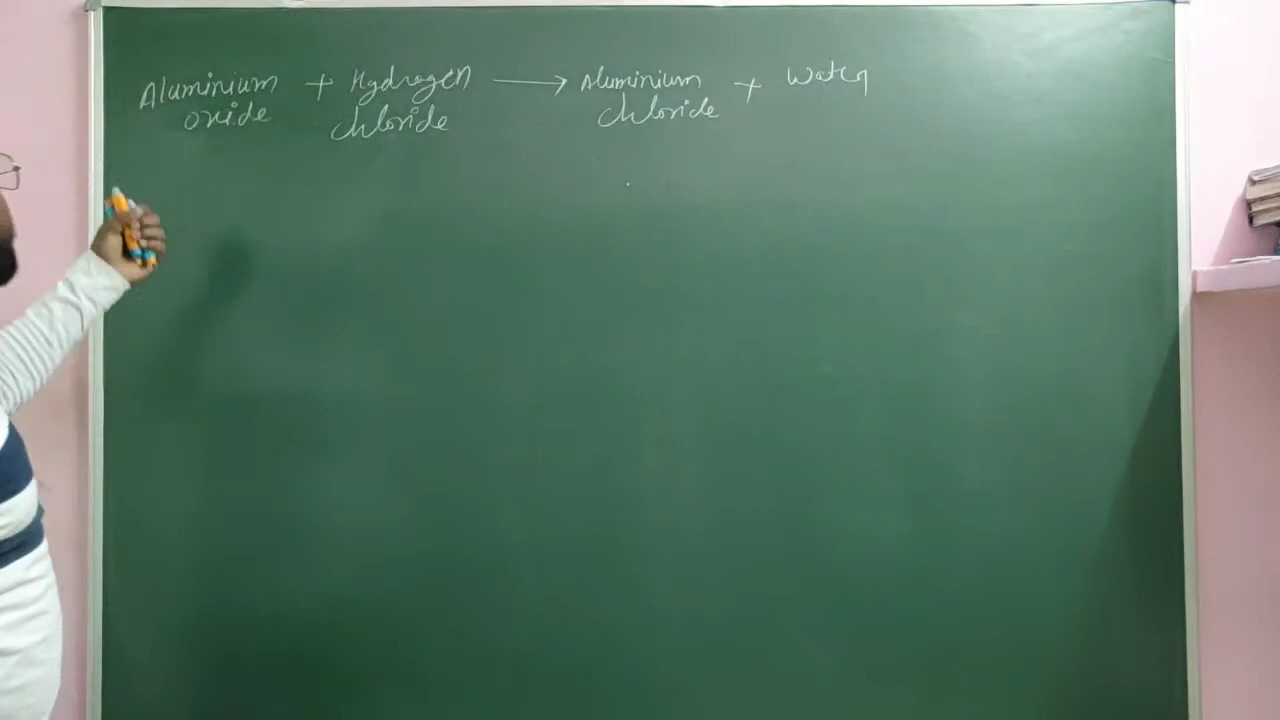 Aluminium + Hydrogen ⟶ Aluminium + Water
oxide chloride chloride